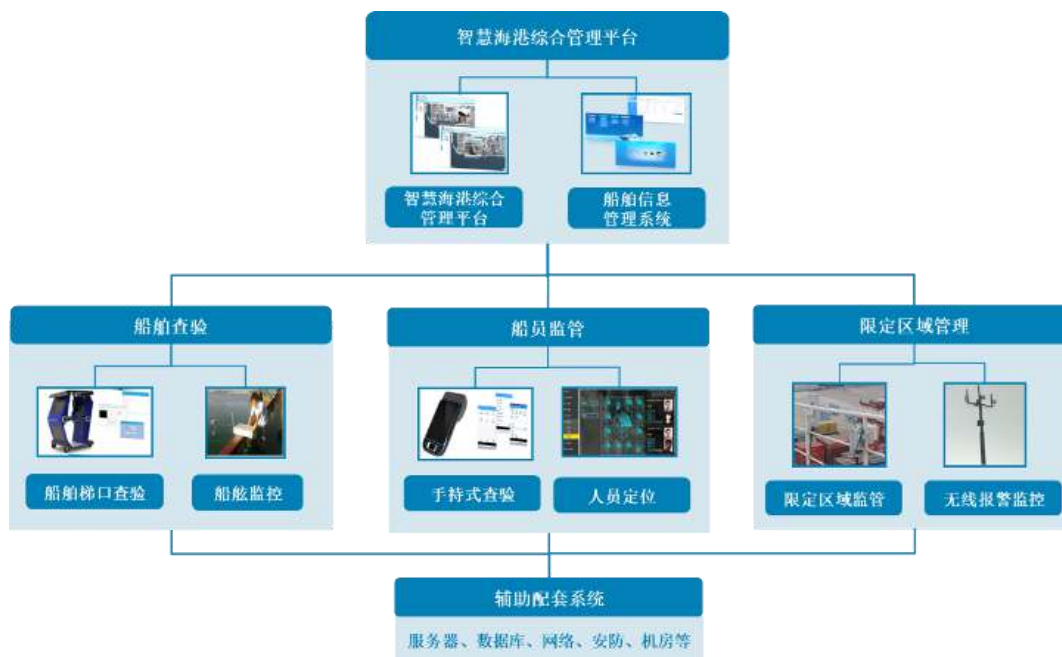 智慧海港综合管理平台
智慧海港综合
管理平台
船舶信息
管理系统
船舶查验
船员监管
限定区域管理
船舶梯口查验
船舷监控
手持式查验
人员定位
限定区域监管
无线报警监控
辅助配套系统
服务器、数据库、网络、安防、机房等